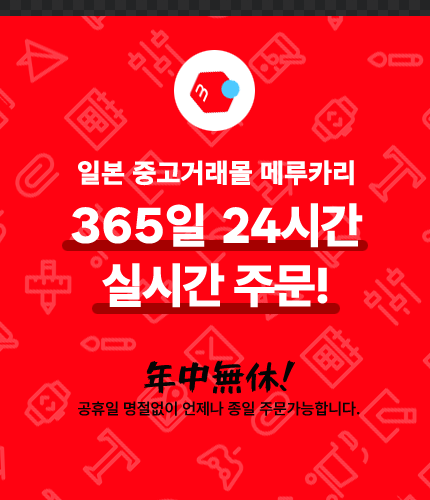 m
일본 중고거래몰 메루카리
365일 24시간
실시간 주문!
年中無休!
공휴일 명절없이 언제나 종일 주문가능합니다.